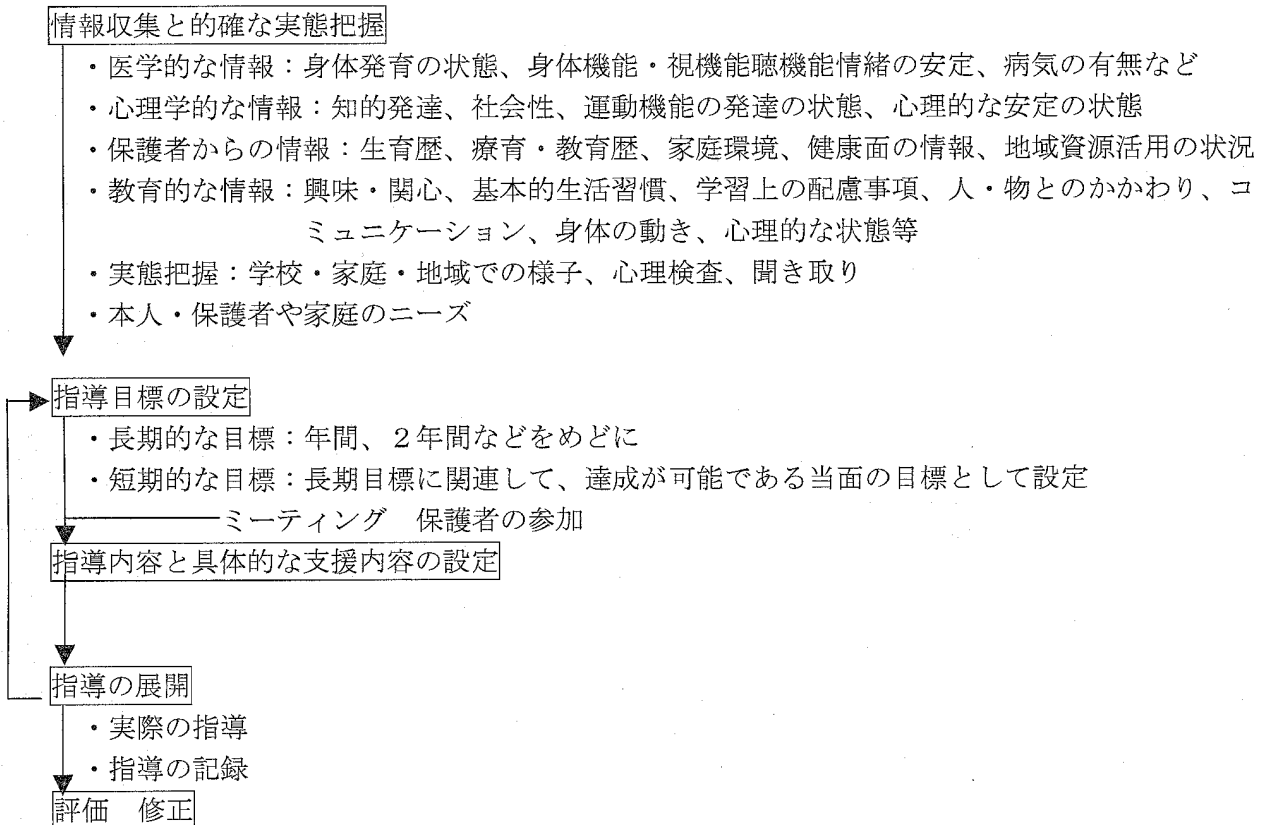 情報収集と的確な実態把握
・医学的な情報：身体発育の状態、身体機能・視機能聴機能情緒の安定、病気の有無など
・心理学的な情報：知的発達、社会性、運動機能の発達の状態、心理的な安定の状態
・保護者からの情報：生育歴、療育・教育歴、家庭環境、健康面の情報、地域資源活用の状況
・教育的な情報：興味・関心、基本的生活習慣、学習上の配慮事項、人・物とのかかわり、コ
ミュニケーション、身体の動き、心理的な状態等
・実態把握：学校・家庭・地域での様子、心理検査、聞き取り
・本人・保護者や家庭のニーズ
指導目標の設定
・長期的な目標：年間、２年間などをめどに
・短期的な目標：長期目標に関連して、達成が可能である当面の目標として設定
ミーティング　保護者の参加
指導内容と具体的な支援内容の設定
指導の展開
・実際の指導
・指導の記録
評価　修正